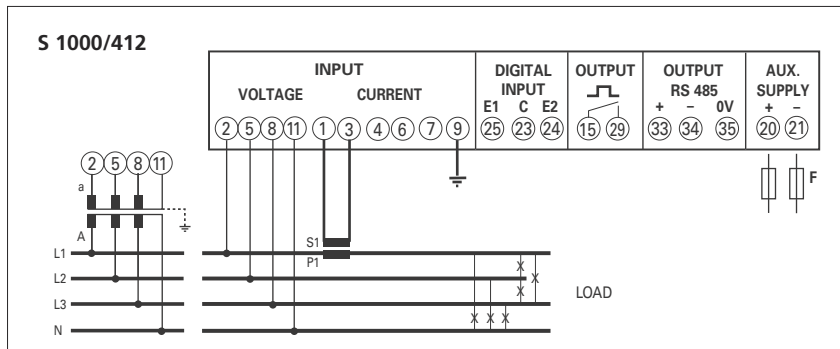 S 1000/412
INPUT
VOLTAGE CURRENT
2 5 8 11 1 3 4 6 7 9
DIGITAL
INPUT
E1 C E2
25 23 24
OUTPUT
15 29
OUTPUT
RS 485
+ – 0V
33 34 35
AUX.
SUPPLY
+ –
20 21
F
2 5 8 11
a
A
S1
P1
L1
L2
L3
N
X
X X
X
X X X
LOAD